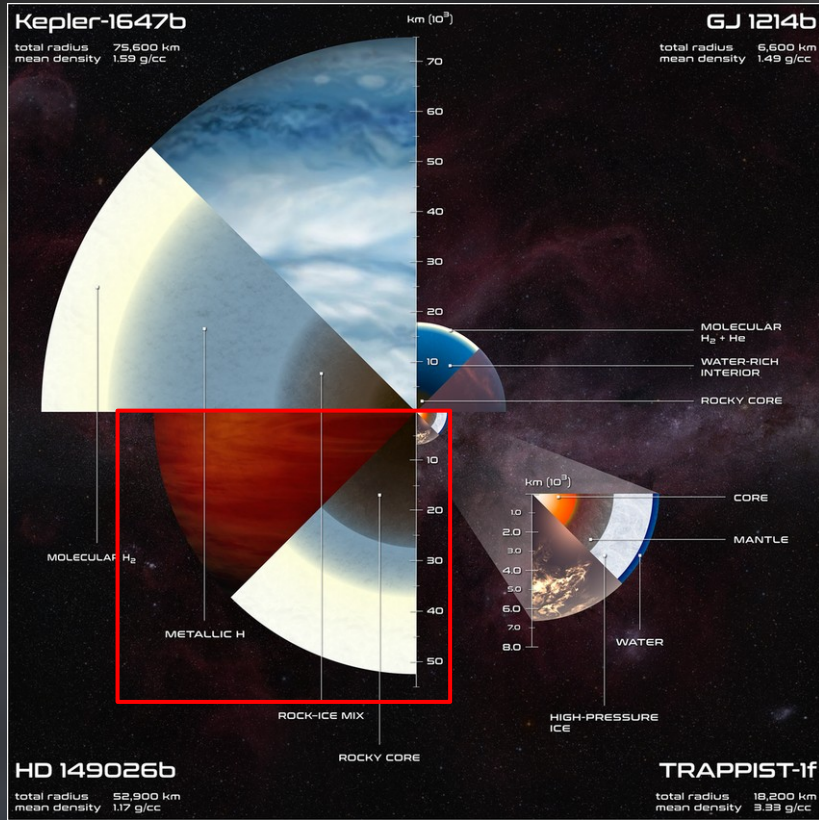 Kepler-1647b
total radius 75,600 km
mean density 1.59 g/cc
km (10³)
GJ 1214b
total radius 6,600 km
mean density 1.49 g/cc
70
60
50
40
30
20
10
MOLECULAR
H₂ + He
WATER-RICH
INTERIOR
ROCKY CORE
10
20
30
40
50
km (10³)
1.0
2.0
3.0
4.0
5.0
6.0
7.0
8.0
CORE
MANTLE
WATER
HIGH-PRESSURE
ICE
MOLECULAR H₂
METALLIC H
ROCK-ICE MIX
ROCKY CORE
HD 149026b
total radius 52,900 km
mean density 1.17 g/cc
TRAPPIST-1f
total radius 18,200 km
mean density 3.33 g/cc